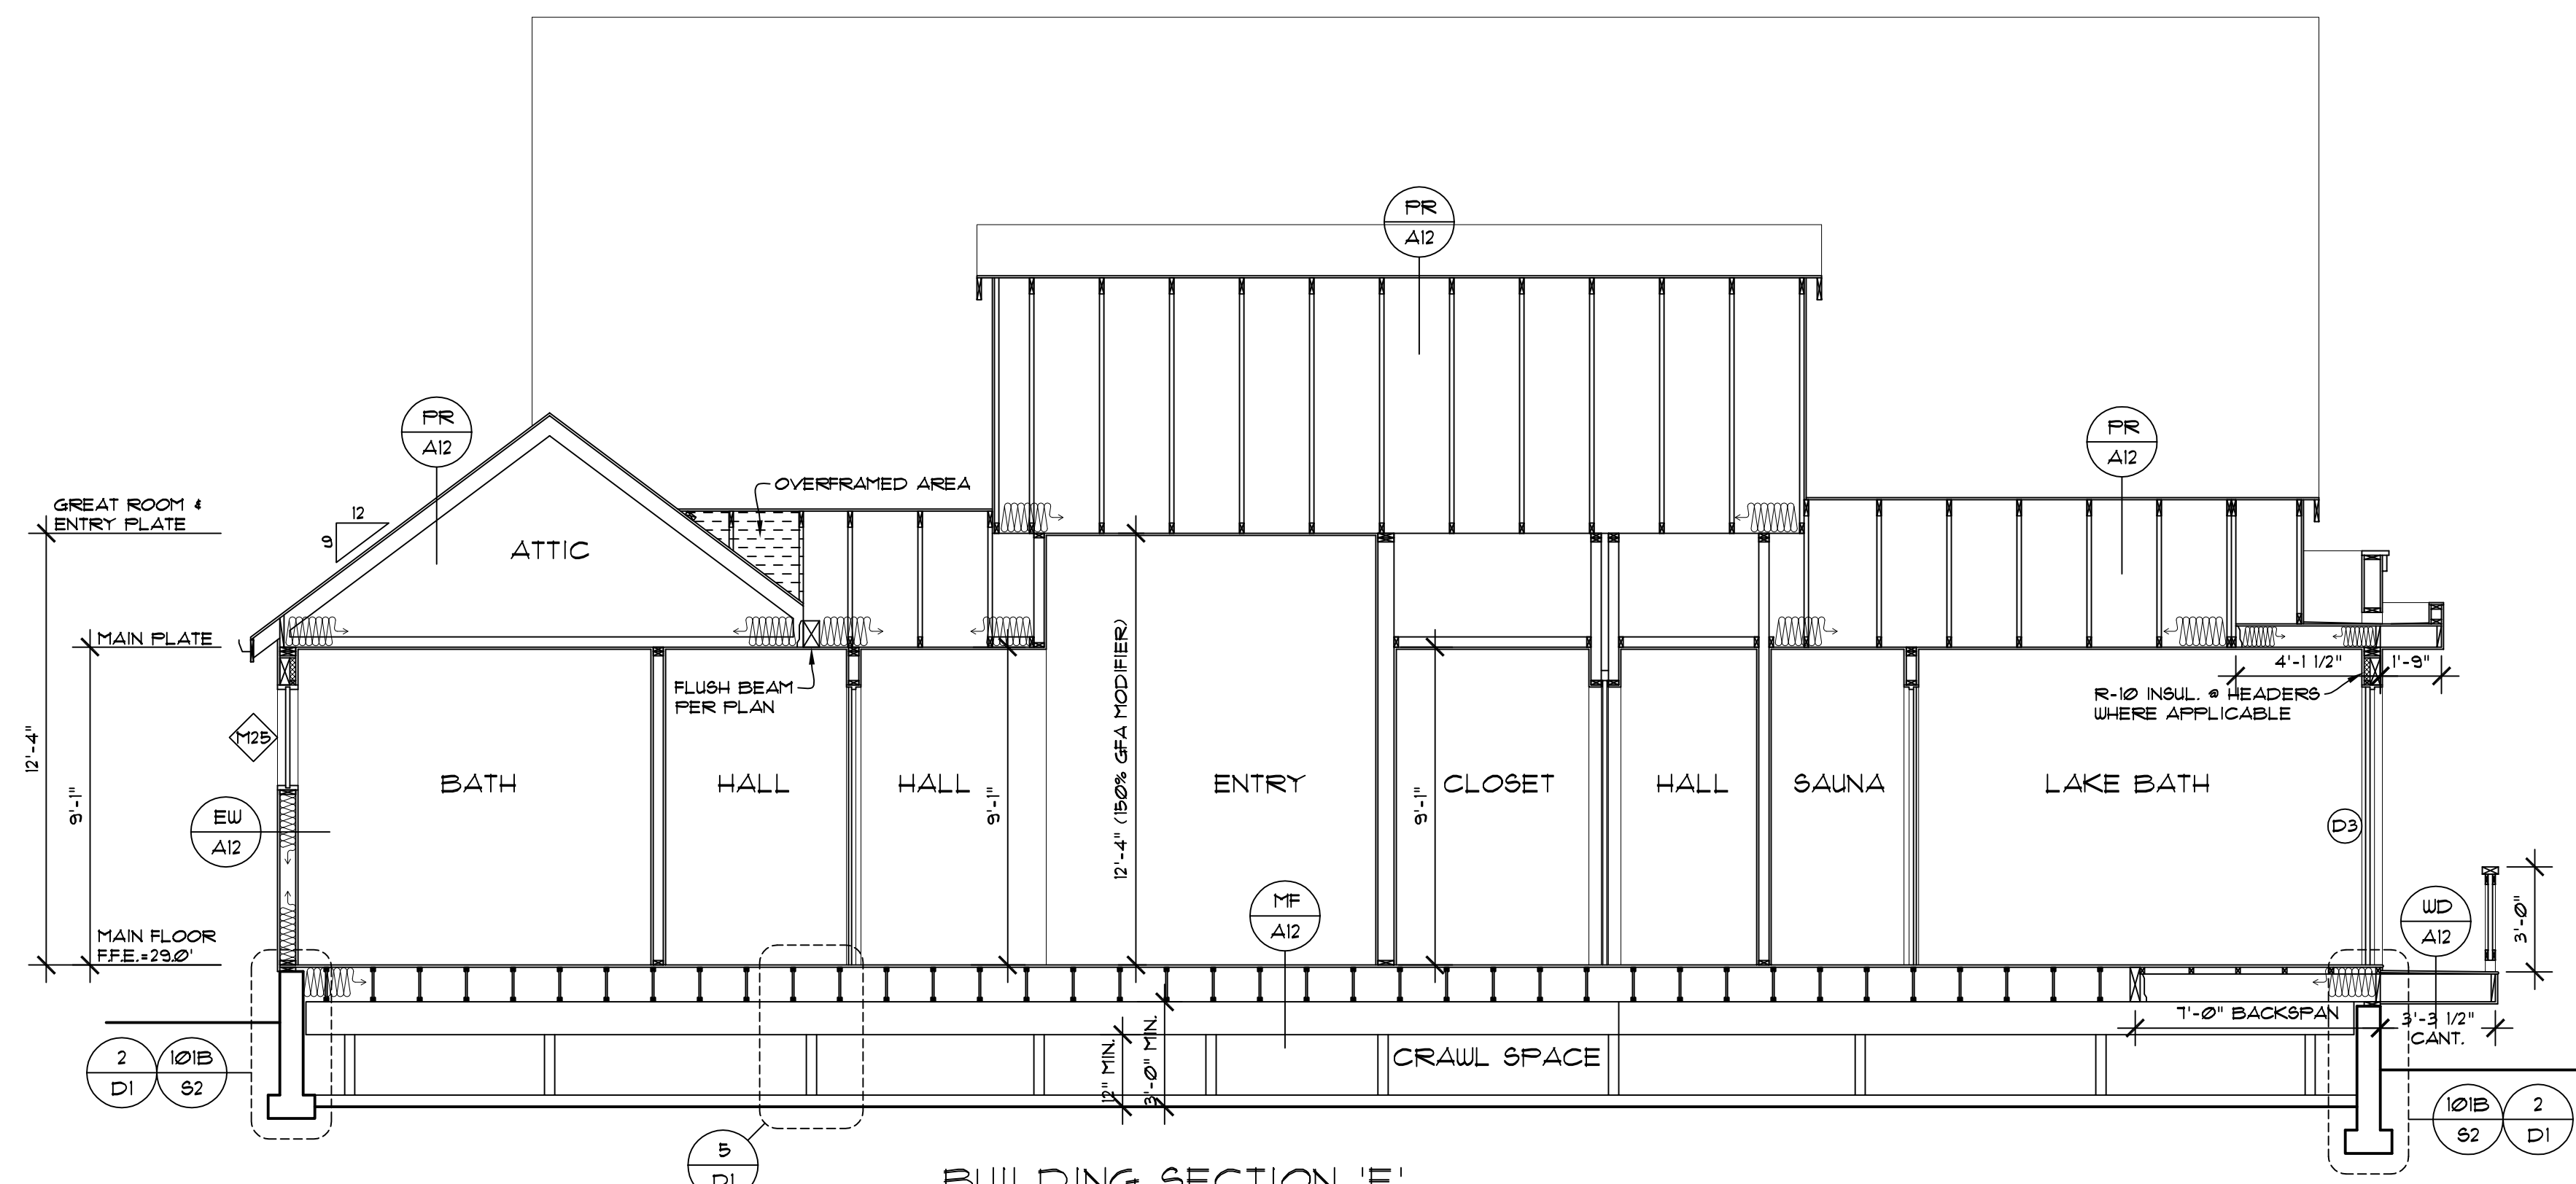 PR
A12
PR
A12
PR
A12
OVERFRAMED AREA
GREAT ROOM &
ENTRY PLATE
12
9
ATTIC
MAIN PLATE
FLUSH BEAM
PER PLAN
4'-1 1/2"
1'-9"
R-10 INSUL. @ HEADERS
WHERE APPLICABLE
12'-4"
9'-1"
M25
EW
A12
BATH
HALL
HALL
9'-1"
12'-4" (150% GFA MODIFIER)
ENTRY
9'-1"
CLOSET
HALL
SAUNA
LAKE BATH
D3
MF
A12
WD
A12
3'-0"
MAIN FLOOR
F.F.E.=29.0'
7'-0" BACKSPAN
3'-3 1/2"
CANT.
12" MIN.
3'-0" MIN.
CRAWL SPACE
2
D1
101B
S2
101B
S2
2
D1
5
D1
BUILDING SECTION 'E'